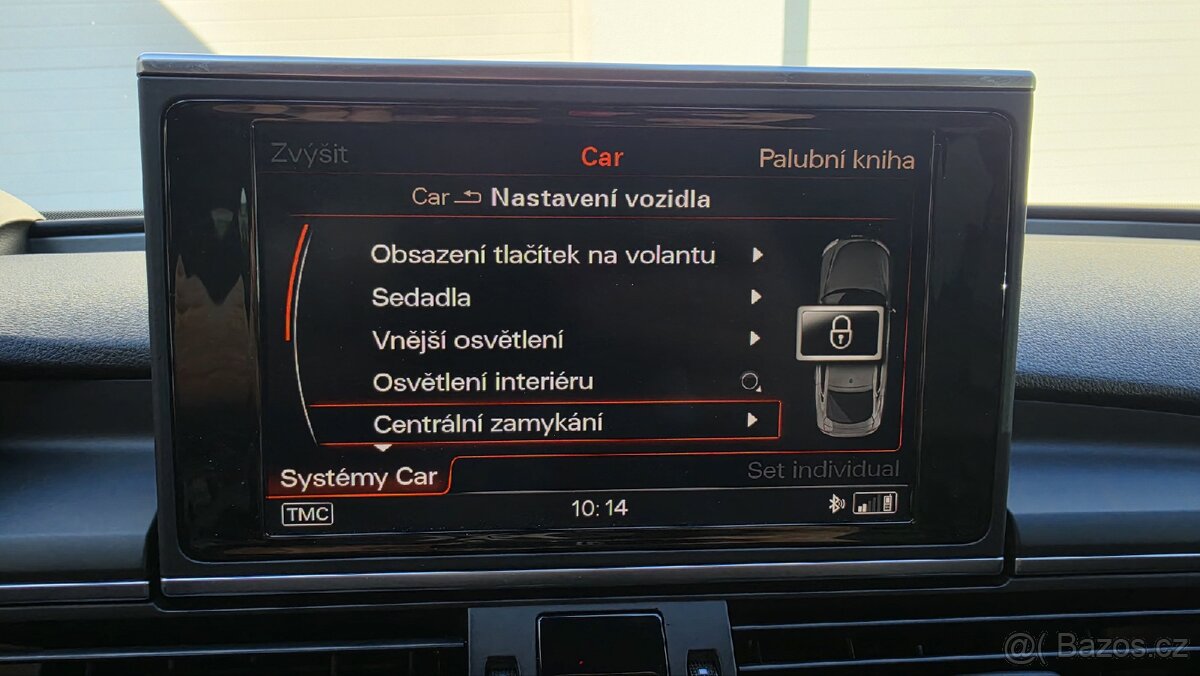 Zvýšit Car Palubní kniha
Car Nastavení vozidla
Obsazení tlačítek na volantu
Sedadla
Vnější osvětlení
Osvětlení interiéru
Centrální zamykání
Systémy Car Set individual
TMC 10:14
@( Bazos.cz